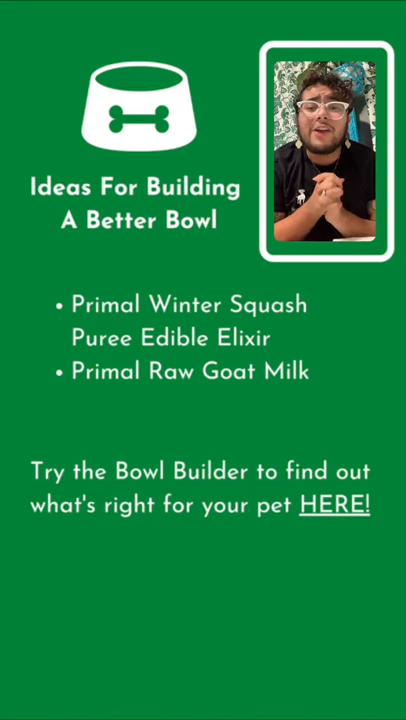 Ideas For Building
A Better Bowl
• Primal Winter Squash
Puree Edible Elixir
• Primal Raw Goat Milk
Try the Bowl Builder to find out
what's right for your pet HERE!